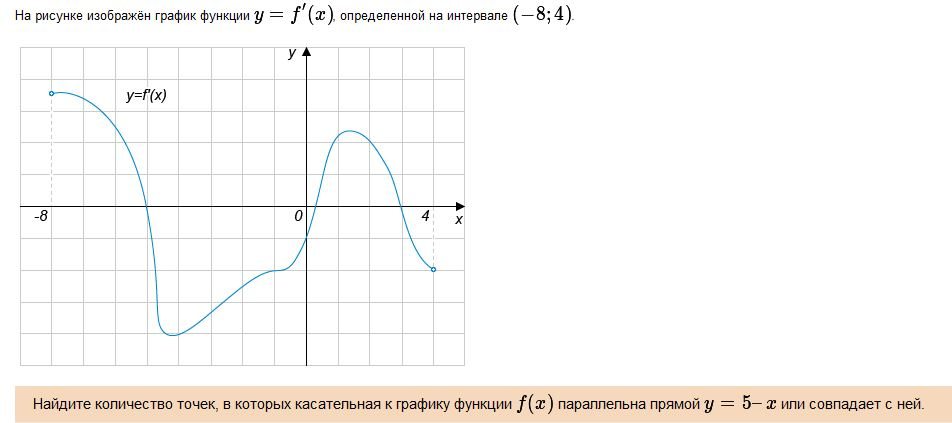 На рисунке изображён график функции y = f′(x), определенной на интервале (−8; 4).
y
y=f'(x)
-8
0
4
x
Найдите количество точек, в которых касательная к графику функции f(x) параллельна прямой y = 5– x или совпадает с ней.